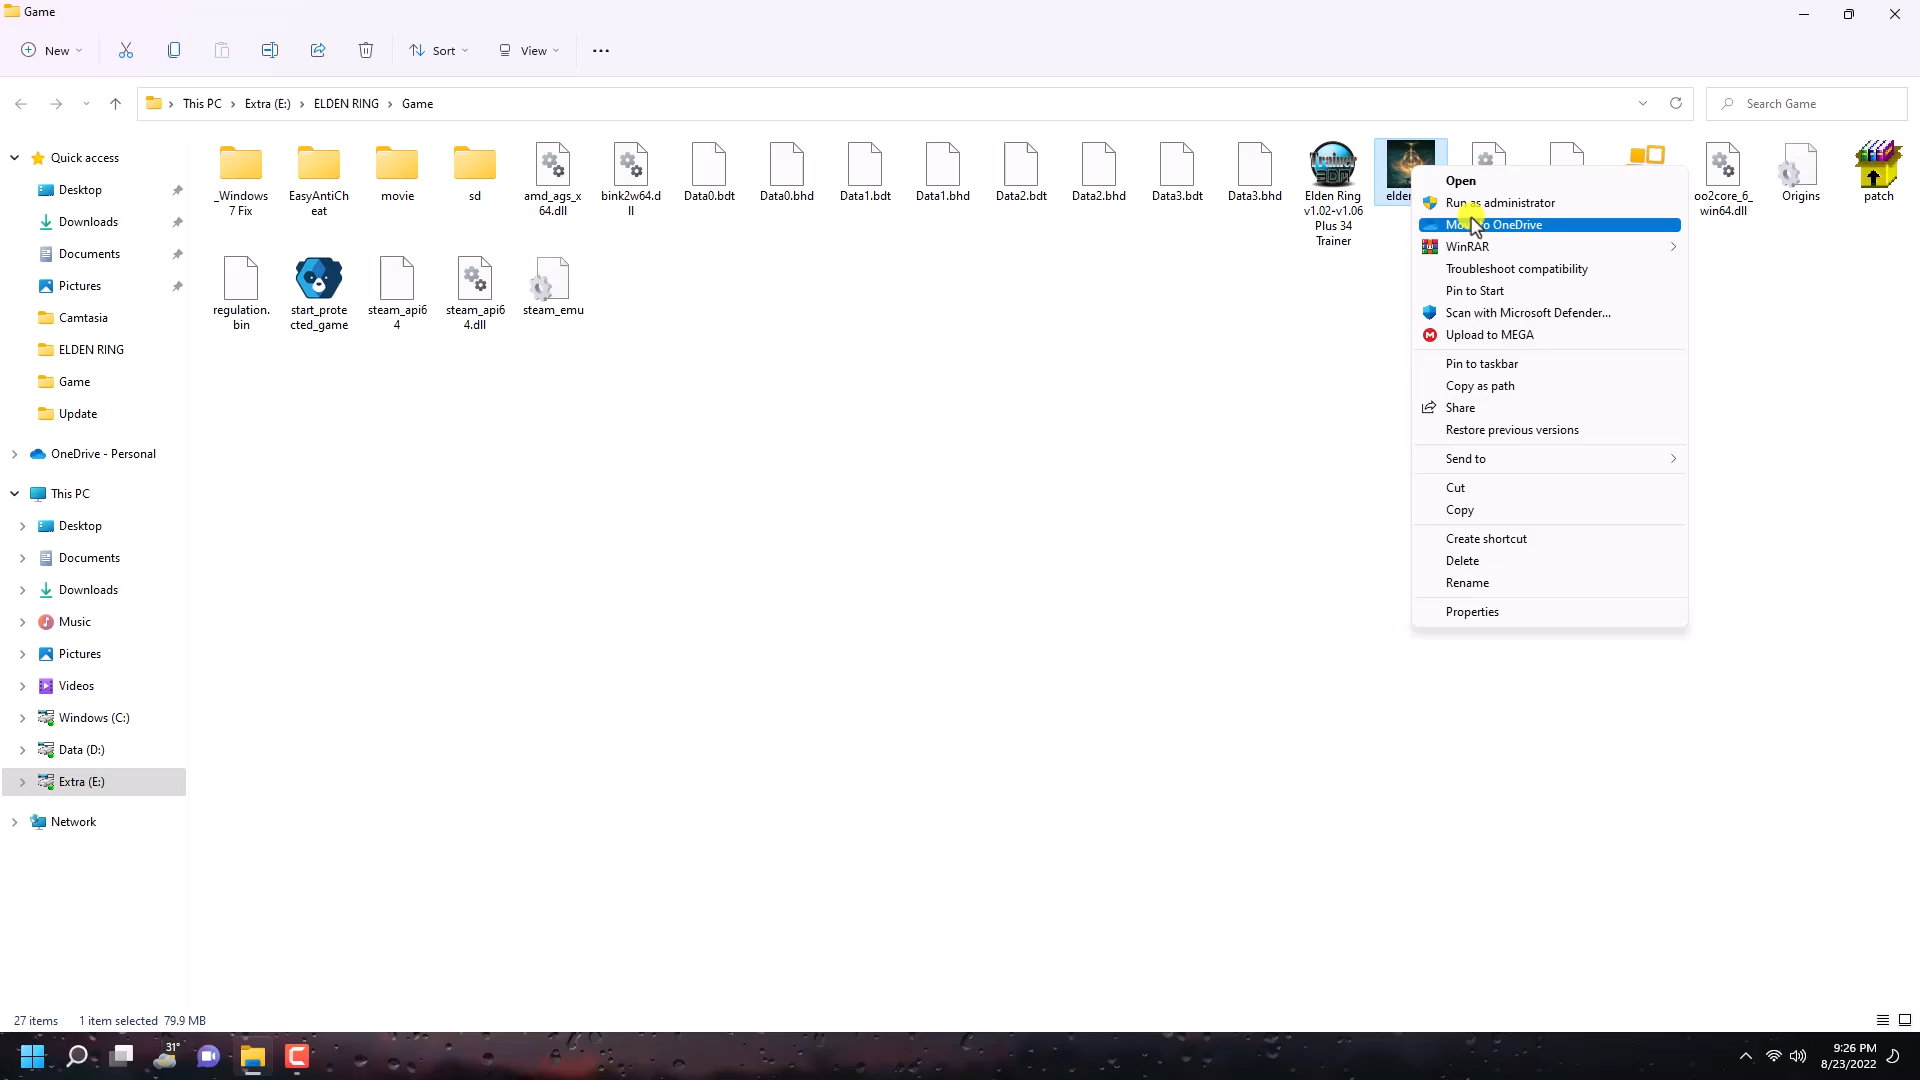 Game
New
Sort
View
This PC
Extra (E:)
ELDEN RING
Game
Search Game
Quick access
Desktop
Downloads
Documents
Pictures
Camtasia
ELDEN RING
Game
Update
OneDrive - Personal
This PC
Desktop
Documents
Downloads
Music
Pictures
Videos
Windows (C:)
Data (D:)
Extra (E:)
Network
_Windows
7 Fix
EasyAntiCh
eat
movie
sd
amd_ags_x
64.dll
bink2w64.d
ll
Data0.bdt
Data0.bhd
Data1.bdt
Data1.bhd
Data2.bdt
Data2.bhd
Data3.bdt
Data3.bhd
Trainer
3DM
Elden Ring
v1.02-v1.06
Plus 34
Trainer
oo2core_6_
win64.dll
Origins
patch
regulation.
bin
start_prote
cted_game
steam_api6
4
steam_api6
4.dll
steam_emu
Open
Run as administrator
OneDrive
WinRAR
Troubleshoot compatibility
Pin to Start
Scan with Microsoft Defender...
M
Upload to MEGA
Pin to taskbar
Copy as path
Share
Restore previous versions
Send to
Cut
Copy
Create shortcut
Delete
Rename
Properties
27 items
1 item selected 79.9 MB
31°
9:26 PM
8/23/2022